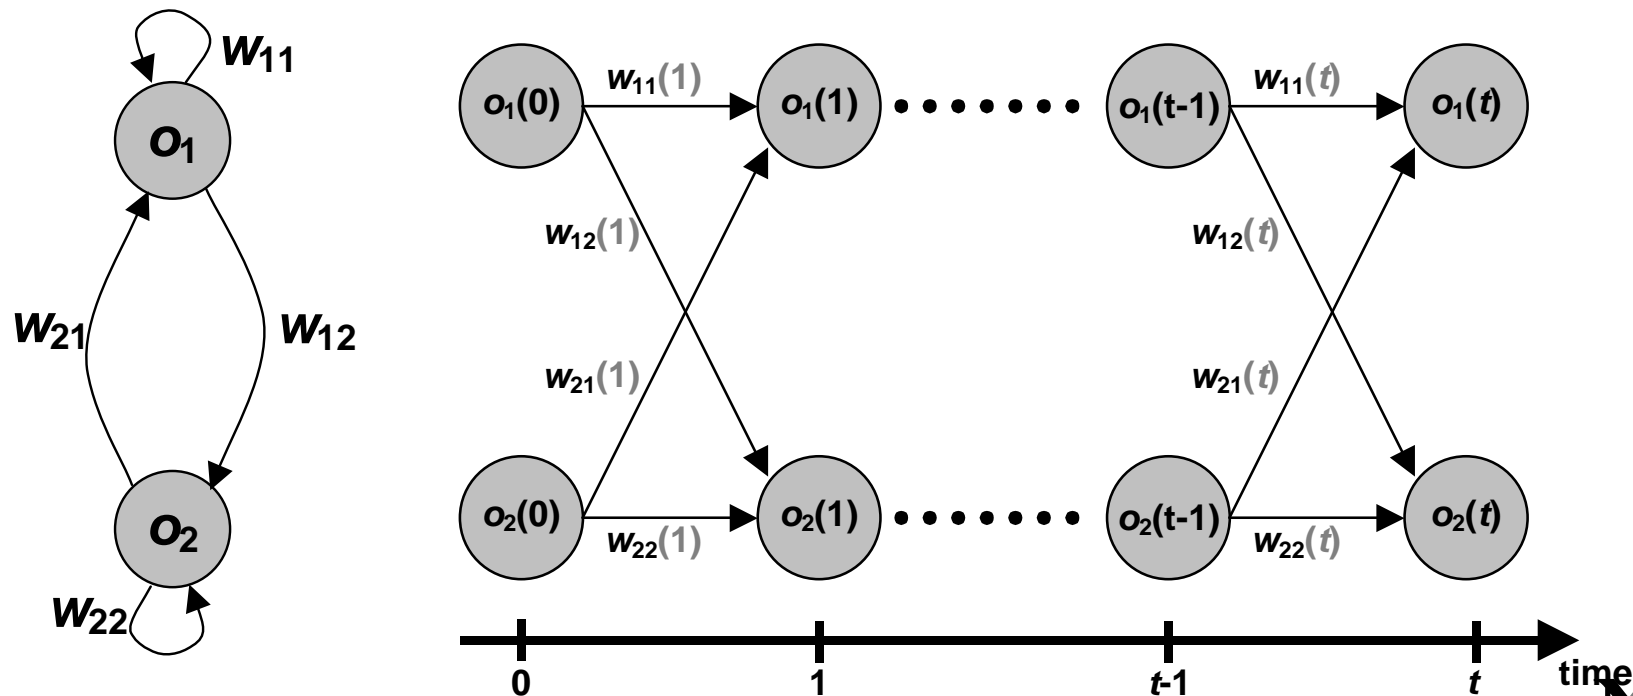 w₁₁
o₁
w₂₁
w₁₂
o₂
w₂₂
o₁(0)
w₁₁(1)
o₁(1)
o₁(t-1)
w₁₁(t)
o₁(t)
w₁₂(1)
w₁₂(t)
w₂₁(1)
w₂₁(t)
o₂(0)
w₂₂(1)
o₂(1)
o₂(t-1)
w₂₂(t)
o₂(t)
0
1
t-1
t
time